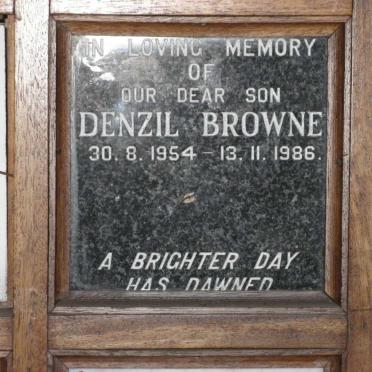 IN LOVING MEMORY
OF
OUR DEAR SON
DENZIL BROWNE
30. 8. 1954 - 13. 11. 1986.
A BRIGHTER DAY
HAS DAWNED